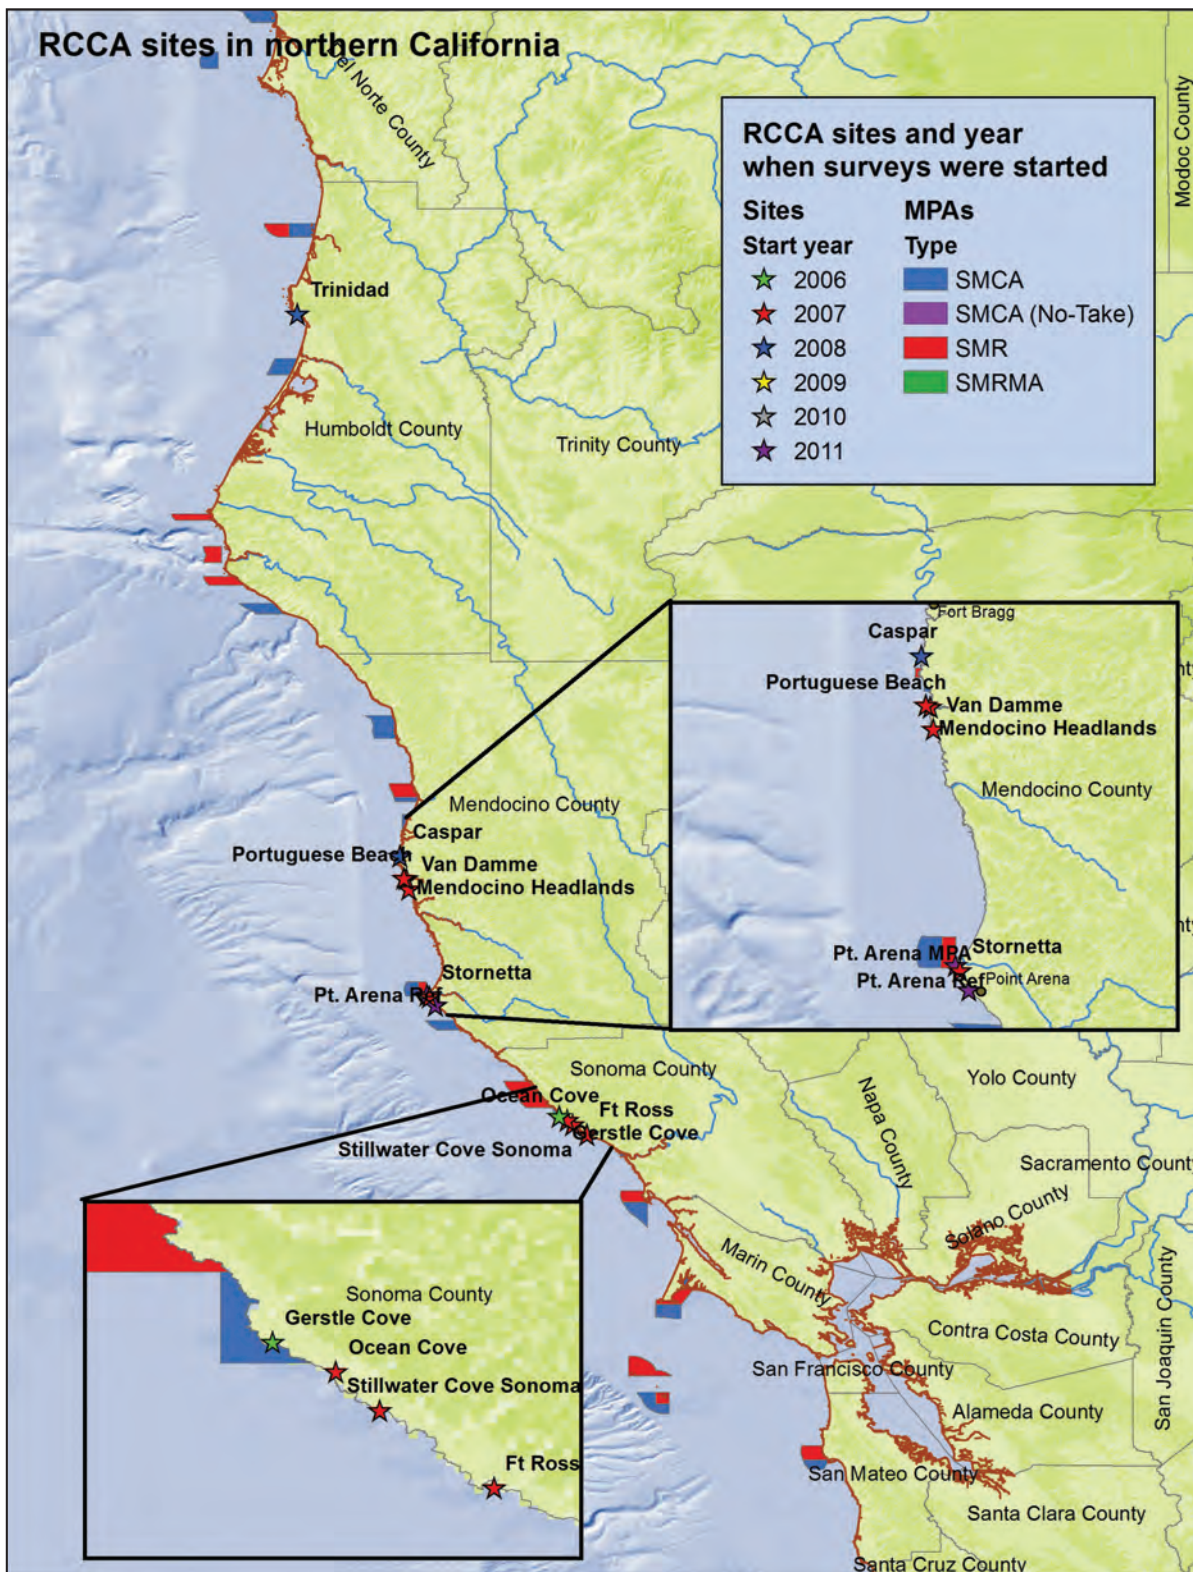 RCCA sites in northern California
Del Norte County
Modoc County
RCCA sites and year
when surveys were started
Sites
MPAs
Start year
Type
2006
SMCA
2007
SMCA (No-Take)
2008
SMR
2009
SMRMA
2010
2011
Trinidad
Humboldt County
Trinity County
Fort Bragg
Caspar
Portuguese Beach
Van Damme
Mendocino Headlands
Mendocino County
Stornetta
Pt. Arena MPA
Pt. Arena Ref
Point Arena
Mendocino County
Caspar
Portuguese Beach
Van Damme
Mendocino Headlands
Stornetta
Pt. Arena Ref
Sonoma County
Yolo County
Napa County
Ocean Cove
Ft Ross
Gerstle Cove
Stillwater Cove Sonoma
Sacramento County
Solano County
Marin County
San Joaquin County
Sonoma County
Gerstle Cove
Ocean Cove
Stillwater Cove Sonoma
Ft Ross
Contra Costa County
San Francisco County
Alameda County
San Mateo County
Santa Clara County
Santa Cruz County